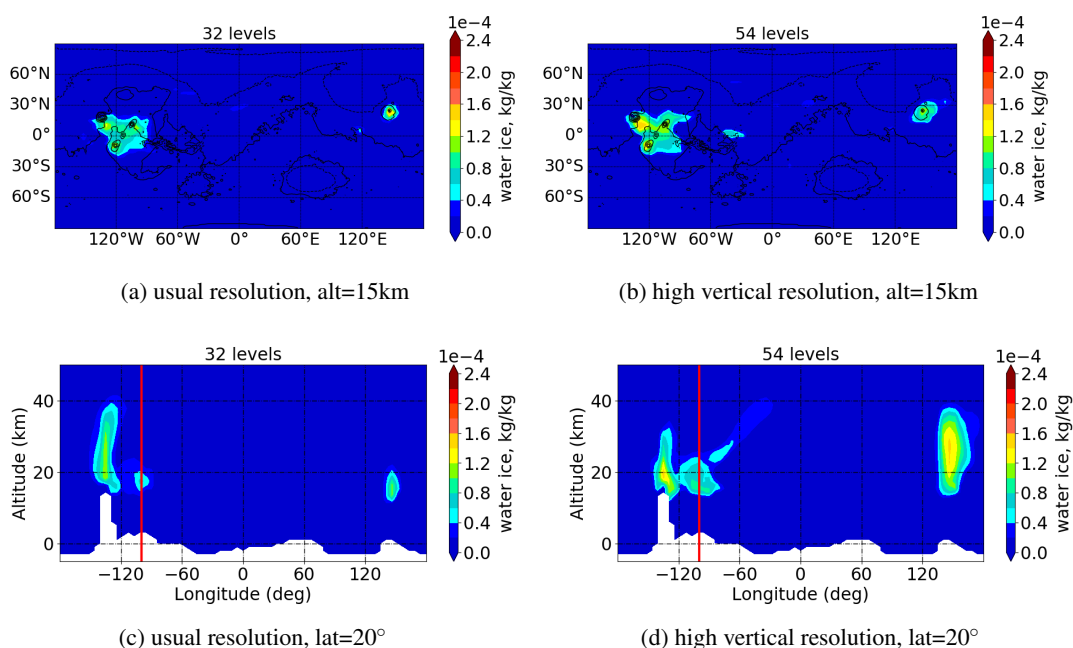 32 levels
1e−4
60°N
30°N
0°
30°S
60°S
120°W 60°W 0° 60°E 120°E
2.4
2.0
1.6
1.2
0.8
0.4
0.0
water ice, kg/kg
(a) usual resolution, alt=15km
54 levels
1e−4
60°N
30°N
0°
30°S
60°S
120°W 60°W 0° 60°E 120°E
2.4
2.0
1.6
1.2
0.8
0.4
0.0
water ice, kg/kg
(b) high vertical resolution, alt=15km
32 levels
1e−4
Altitude (km)
40
20
0
−120 −60 0 60 120
Longitude (deg)
2.4
2.0
1.6
1.2
0.8
0.4
0.0
water ice, kg/kg
(c) usual resolution, lat=20°
54 levels
1e−4
Altitude (km)
40
20
0
−120 −60 0 60 120
Longitude (deg)
2.4
2.0
1.6
1.2
0.8
0.4
0.0
water ice, kg/kg
(d) high vertical resolution, lat=20°